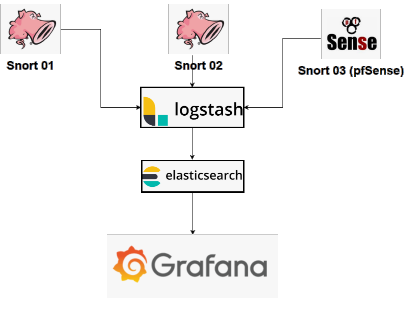 Sense
Snort 01
Snort 02
Snort 03 (pfSense)
logstash
elasticsearch
Grafana